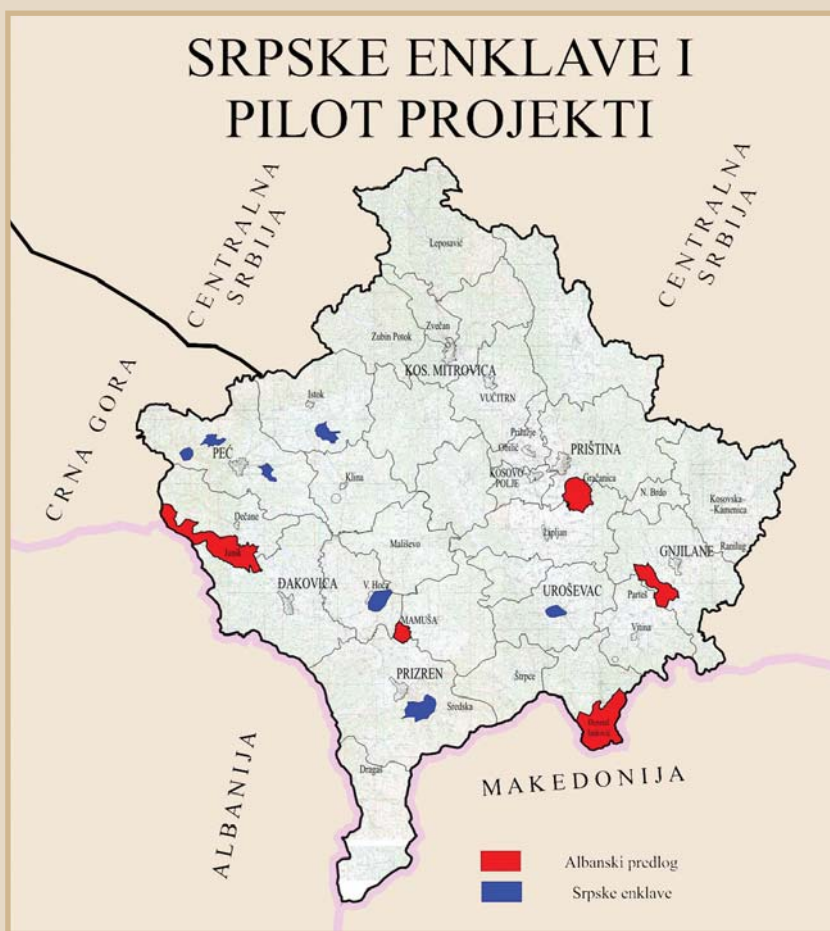 SRPSKE ENKLAVE I
PILOT PROJEKTI
CENTRALNA
SRBIJA
CENTRALNA
SRBIJA
CRNA GORA
Leposavić
Zubin Potok
Zvečan
KOS. MITROVICA
VUČITRN
Istok
PEĆ
Klina
Obilić
PRIŠTINA
KOSOVO
POLJE
Gračanica
N. Brdo
Kosovska
-Kamenica
Dečane
Junik
Mališevo
Lipljan
GNJILANE
Ranilug
ĐAKOVICA
V. Hoča
UROŠEVAC
Parteš
MAMUŠA
Vitina
PRIZREN
Štrpce
Sredska
Dragaš
ALBANIJA
MAKEDONIJA
Albanski predlog
Srpske enklave